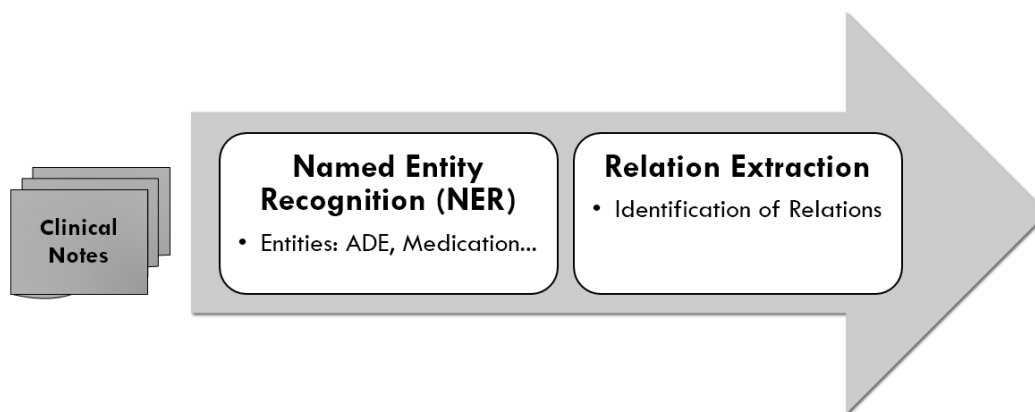 Clinical
Notes
Named Entity
Recognition (NER)
• Entities: ADE, Medication...
Relation Extraction
• Identification of Relations